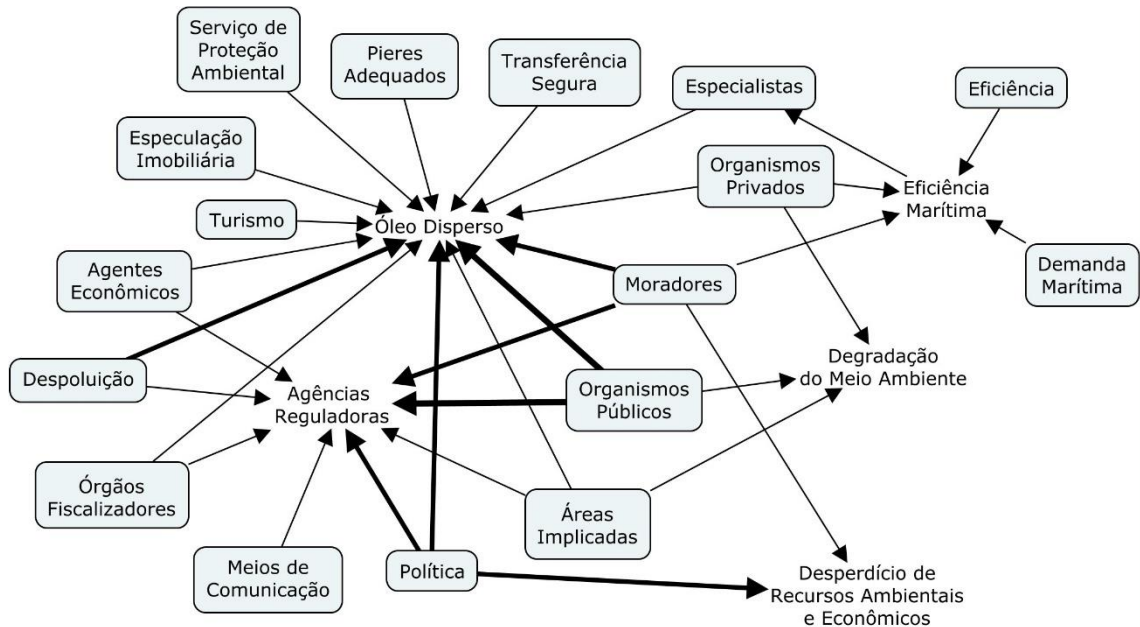 Serviço de
Proteção
Ambiental
Pieres
Adequados
Transferência
Segura
Especialistas
Eficiência
Especulação
Imobiliária
Organismos
Privados
Eficiência
Marítima
Turismo
Óleo Disperso
Agentes
Econômicos
Moradores
Demanda
Marítima
Despoluição
Agências
Reguladoras
Organismos
Públicos
Degradação
do Meio Ambiente
Órgãos
Fiscalizadores
Áreas
Implicadas
Meios de
Comunicação
Política
Desperdício de
Recursos Ambientais
e Econômicos